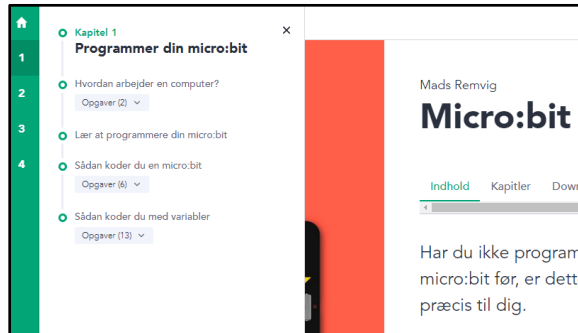 1
2
3
4
Kapitel 1
Programmer din micro:bit
Hvordan arbejder en computer?
Opgaver (2)
Lær at programmere din micro:bit
Sådan koder du en micro:bit
Opgaver (6)
Sådan koder du med variabler
Opgaver (13)
Mads Remvig
Micro:bit
Indhold Kapitler Down
Har du ikke program
micro:bit før, er dett
præcis til dig.